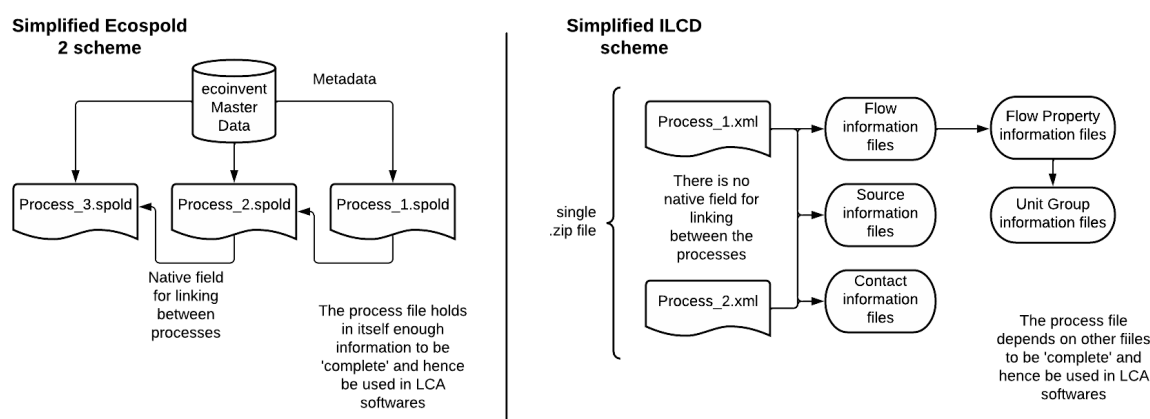 Simplified Ecospold
2 scheme
ecoinvent
Master
Data
Metadata
Process_3.spold
Process_2.spold
Process_1.spold
Native field
for linking
between
processes
The process file holds
in itself enough
information to be
'complete' and hence
be used in LCA
softwares
Simplified ILCD
scheme
single
.zip file
Process_1.xml
There is no
native field for
linking
between the
processes
Process_2.xml
Flow
information
files
Source
information
files
Contact
information
files
Flow Property
information files
Unit Group
information files
The process file
depends on other fiiles
to be 'complete' and
hence be used in LCA
softwares